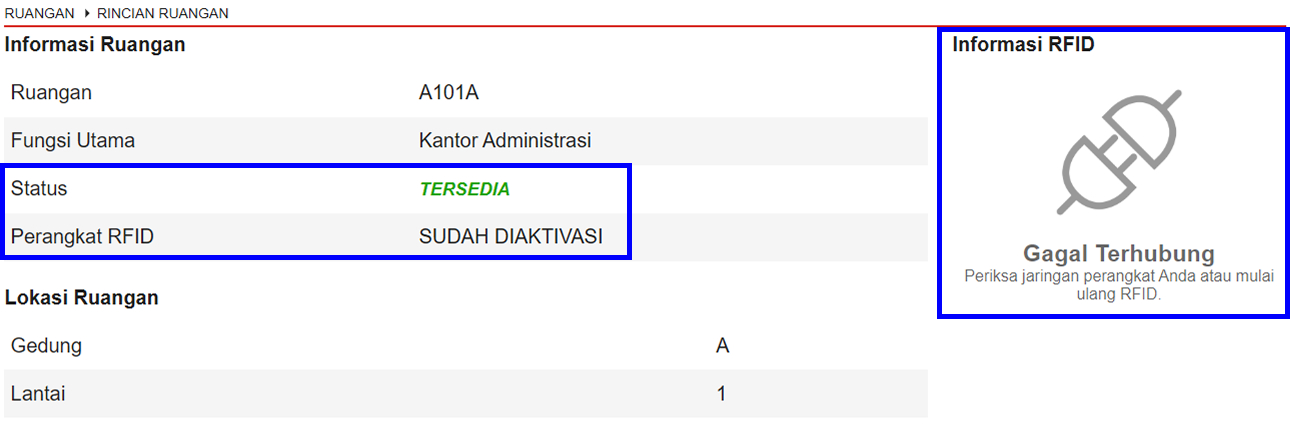 RUANGAN RINCIAN RUANGAN
Informasi Ruangan
Ruangan A101A
Fungsi Utama Kantor Administrasi
Status TERSEDIA
Perangkat RFID SUDAH DIAKTIVASI
Lokasi Ruangan
Gedung A
Lantai 1
Informasi RFID
Gagal Terhubung
Periksa jaringan perangkat Anda atau mulai
ulang RFID.